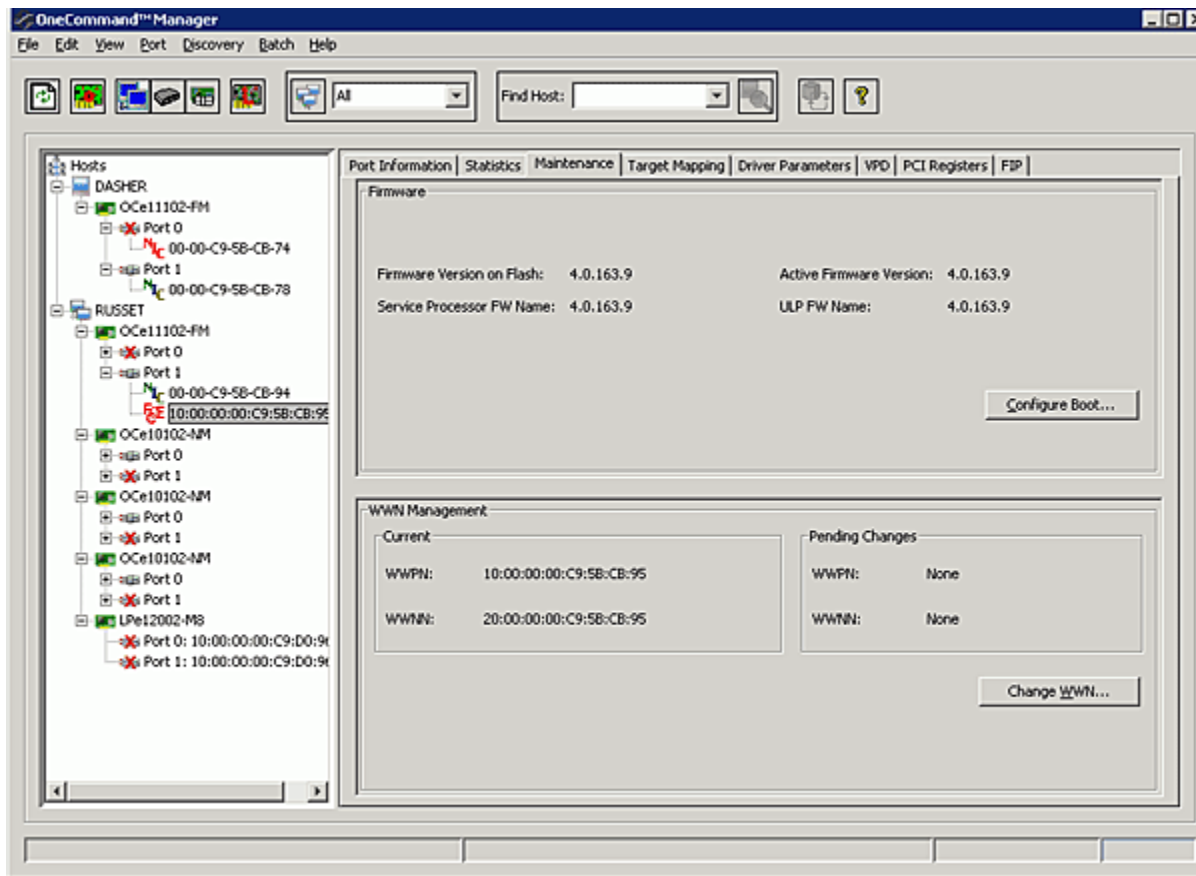 OneCommand™ Manager
File Edit View Port Discovery Batch Help
All
Find Host:
Hosts
DASHER
OCe11102-FM
Port 0
NIC 00-00-C9-5B-CB-74
Port 1
NIC 00-00-C9-5B-CB-78
RUSSET
OCe11102-FM
Port 0
Port 1
NIC 00-00-C9-5B-CB-94
FCoE 10:00:00:00:C9:5B:CB:95
OCe10102-NM
Port 0
Port 1
OCe10102-NM
Port 0
Port 1
OCe10102-NM
Port 0
Port 1
LPe12002-M8
Port 0: 10:00:00:00:C9:D0:9
Port 1: 10:00:00:00:C9:D0:9
Port Information Statistics Maintenance Target Mapping Driver Parameters VPD PCI Registers FIP
Firmware
Firmware Version on Flash: 4.0.163.9 Active Firmware Version: 4.0.163.9
Service Processor FW Name: 4.0.163.9 ULP FW Name: 4.0.163.9
Configure Boot...
WWN Management
Current
WWPN: 10:00:00:00:C9:5B:CB:95
WWNN: 20:00:00:00:C9:5B:CB:95
Pending Changes
WWPN: None
WWNN: None
Change WWN...